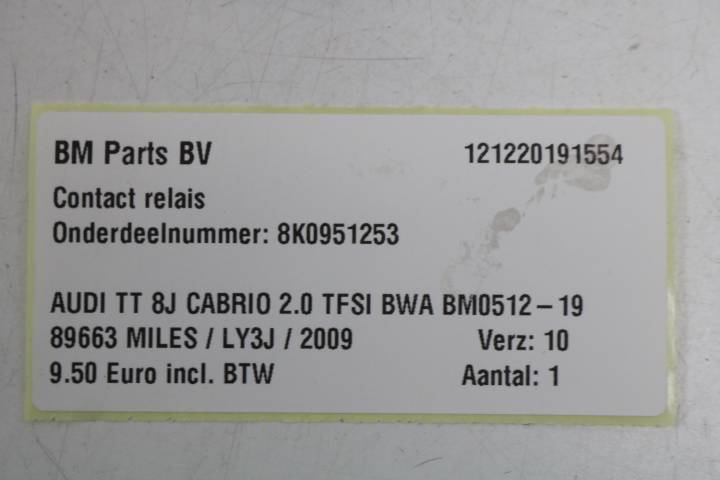 BM Parts BV 121220191554
Contact relais
Onderdeelnummer: 8K0951253
AUDI TT 8J CABRIO 2.0 TFSI BWA BM0512-19
89663 MILES / LY3J / 2009 Verz: 10
9.50 Euro incl. BTW Aantal: 1